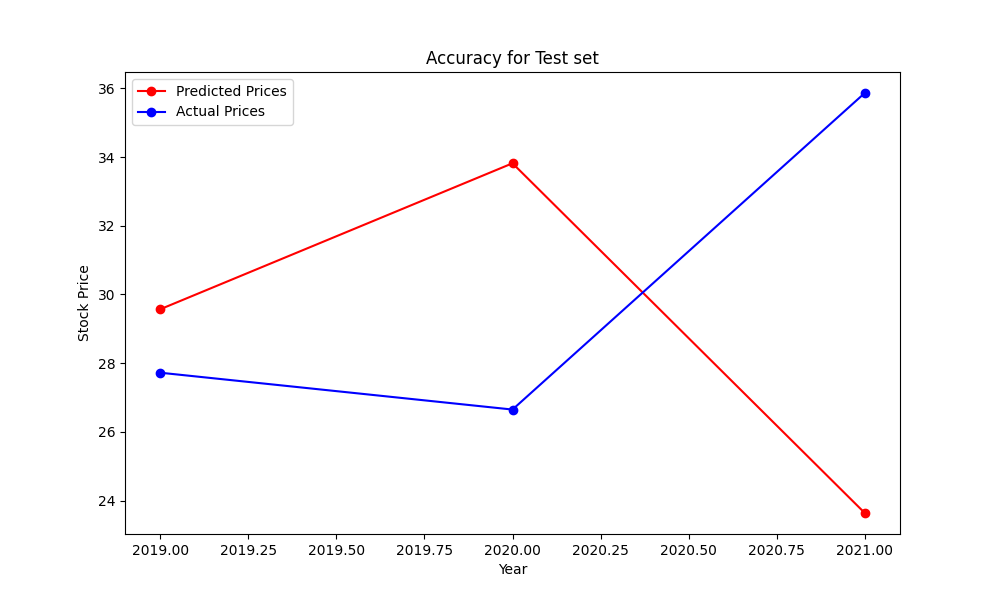 Accuracy for Test set
Predicted Prices
Actual Prices
36
34
32
30
28
26
24
Stock Price
2019.00 2019.25 2019.50 2019.75 2020.00 2020.25 2020.50 2020.75 2021.00
Year